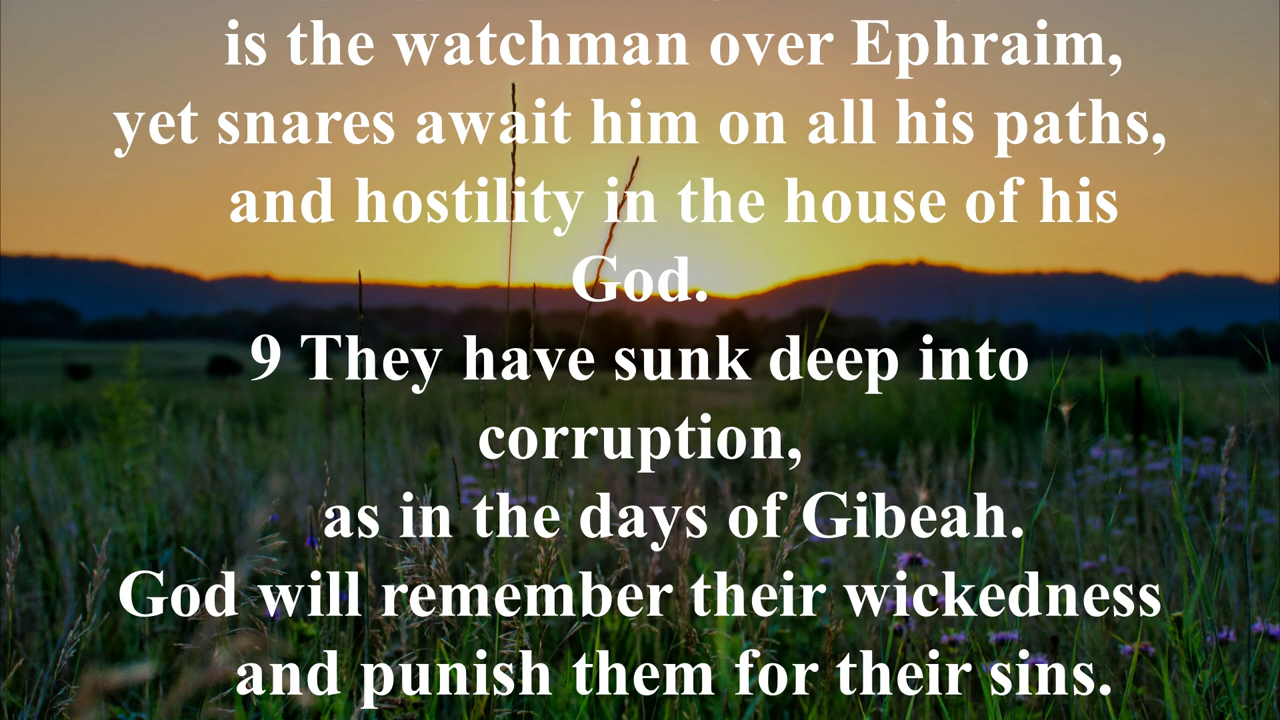 is the watchman over Ephraim,
yet snares await him on all his paths,
and hostility in the house of his
God.
9 They have sunk deep into
corruption,
as in the days of Gibeah.
God will remember their wickedness
and punish them for their sins.